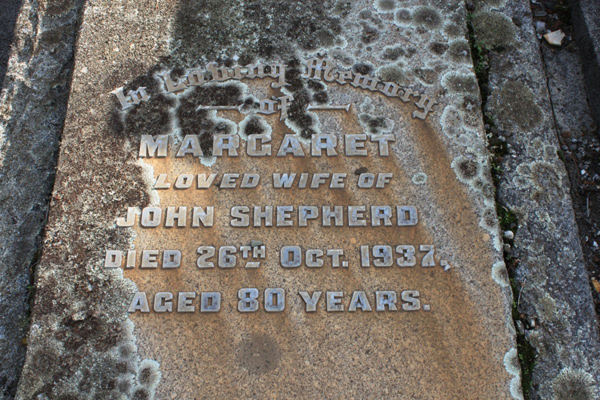 In Loving Memory
of
MARGARET
LOVED WIFE OF
JOHN SHEPHERD
DIED 26TH OCT. 1937.,
AGED 80 YEARS.